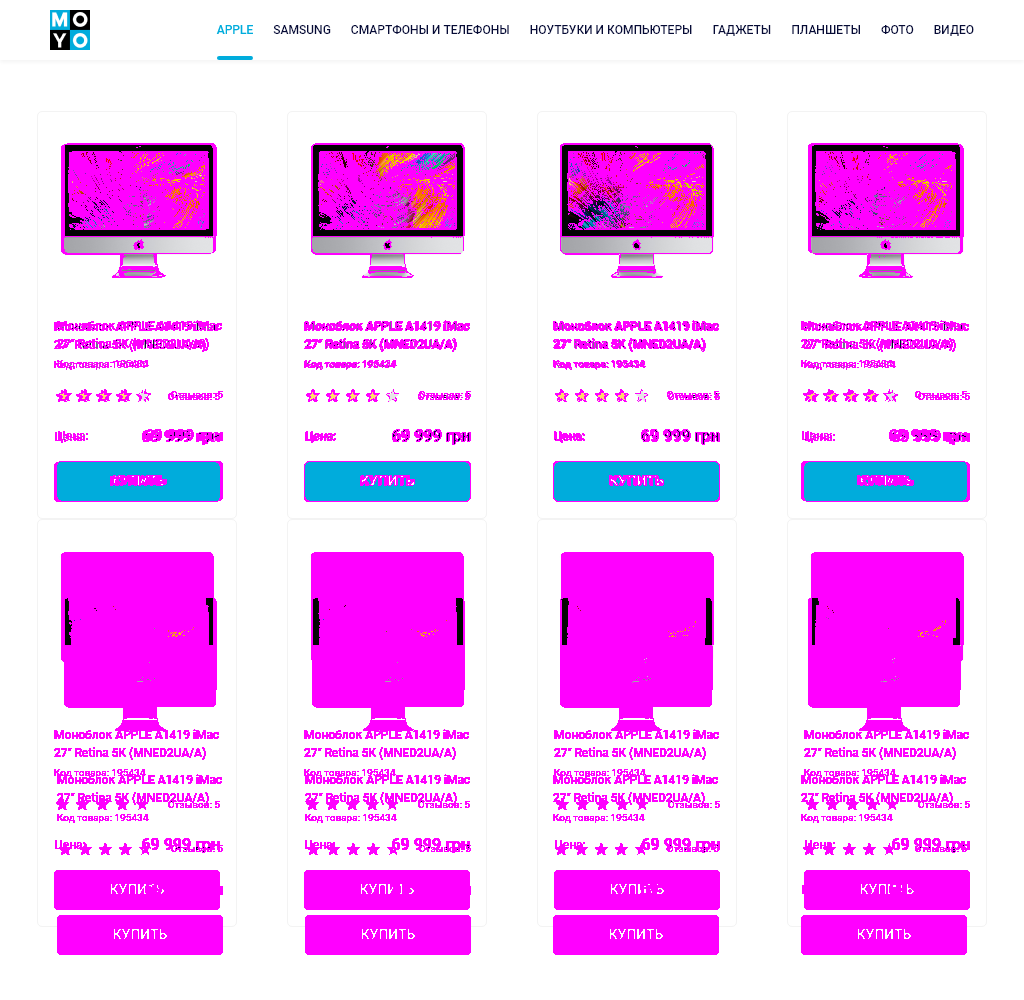 MOYO
APPLE SAMSUNG СМАРТФОНЫ И ТЕЛЕФОНЫ НОУТБУКИ И КОМПЬЮТЕРЫ ГАДЖЕТЫ ПЛАНШЕТЫ ФОТО ВИДЕО
Моноблок APPLE A1419 iMac Моноблок APPLE A1419 iMac Моноблок APPLE A1419 iMac Моноблок APPLE A1419 iMac
27" Retina 5K (MNED2UA/A) 27" Retina 5K (MNED2UA/A) 27" Retina 5K (MNED2UA/A) 27" Retina 5K (MNED2UA/A)
Код товара: 195434 Код товара: 195434 Код товара: 195434 Код товара: 195434
Отзывов: 5 Отзывов: 5 Отзывов: 5 Отзывов: 5
Цена: 69 999 грн Цена: 69 999 грн Цена: 69 999 грн Цена: 69 999 грн
КУПИТЬ КУПИТЬ
Моноблок APPLE A1419 iMac Моноблок APPLE A1419 iMac Моноблок APPLE A1419 iMac Моноблок APPLE A1419 iMac
27" Retina 5K (MNED2UA/A) 27" Retina 5K (MNED2UA/A) 27" Retina 5K (MNED2UA/A) 27" Retina 5K (MNED2UA/A)
Код товара: 195434 Код товара: 195434 Код товара: 195434 Код товара: 195434
Моноблок APPLE A1419 iMac Моноблок APPLE A1419 iMac Моноблок APPLE A1419 iMac Моноблок APPLE A1419 iMac
27" Retina 5K (MNED2UA/A) 27" Retina 5K (MNED2UA/A) 27" Retina 5K (MNED2UA/A) 27" Retina 5K (MNED2UA/A)
Отзывов: 5 Отзывов: 5 Отзывов: 5 Отзывов: 5
Код товара: 195434 Код товара: 195434 Код товара: 195434 Код товара: 195434
Цена: 69 999 грн Цена: 69 999 грн Цена: 69 999 грн Цена: 69 999 грн
Отзывов: 5 Отзывов: 5 Отзывов: 5 Отзывов: 5
КУПИТЬ КУПИТЬ КУПИТЬ КУПИТЬ
КУПИТЬ КУПИТЬ КУПИТЬ КУПИТЬ